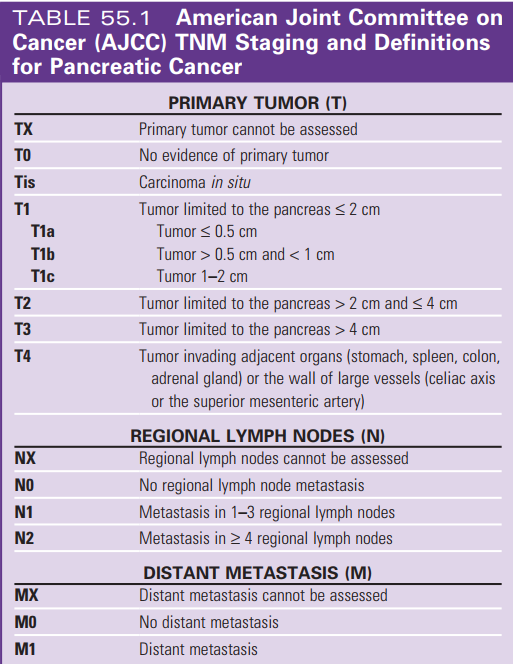 TABLE 55.1 American Joint Committee on
Cancer (AJCC) TNM Staging and Definitions
for Pancreatic Cancer
PRIMARY TUMOR (T)
TX Primary tumor cannot be assessed
T0 No evidence of primary tumor
Tis Carcinoma in situ
T1 Tumor limited to the pancreas ≤ 2 cm
T1a Tumor ≤ 0.5 cm
T1b Tumor > 0.5 cm and < 1 cm
T1c Tumor 1–2 cm
T2 Tumor limited to the pancreas > 2 cm and ≤ 4 cm
T3 Tumor limited to the pancreas > 4 cm
T4 Tumor invading adjacent organs (stomach, spleen, colon,
adrenal gland) or the wall of large vessels (celiac axis
or the superior mesenteric artery)
REGIONAL LYMPH NODES (N)
NX Regional lymph nodes cannot be assessed
N0 No regional lymph node metastasis
N1 Metastasis in 1–3 regional lymph nodes
N2 Metastasis in ≥ 4 regional lymph nodes
DISTANT METASTASIS (M)
MX Distant metastasis cannot be assessed
M0 No distant metastasis
M1 Distant metastasis